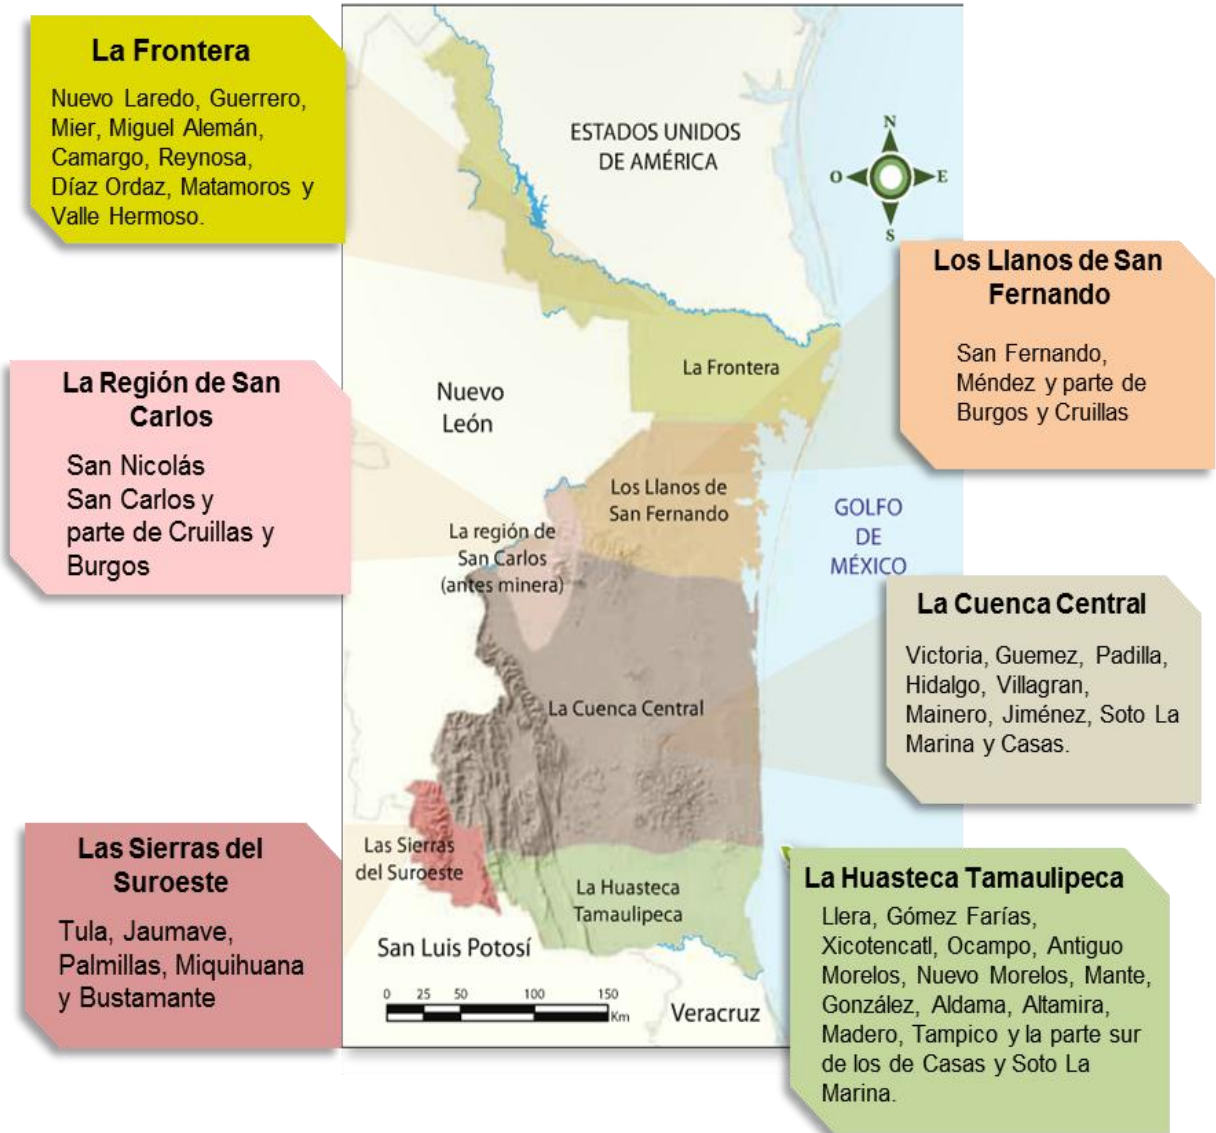 La Frontera
Nuevo Laredo, Guerrero,
Mier, Miguel Alemán,
Camargo, Reynosa,
Díaz Ordaz, Matamoros y
Valle Hermoso.
ESTADOS UNIDOS
DE AMÉRICA
N
O
E
S
Los Llanos de San
Fernando
San Fernando,
Méndez y parte de
Burgos y Cruillas
La Frontera
Nuevo
León
La Región de San
Carlos
San Nicolás
San Carlos y
parte de Cruillas y
Burgos
Los Llanos de
San Fernando
La región de
San Carlos
(antes minera)
GOLFO
DE
MÉXICO
La Cuenca Central
Victoria, Guemez, Padilla,
Hidalgo, Villagran,
Mainero, Jiménez, Soto La
Marina y Casas.
La Cuenca Central
Las Sierras del
Suroeste
Tula, Jaumave,
Palmillas, Miquihuana
y Bustamante
Las Sierras
del Suroeste
La Huasteca
Tamaulipeca
La Huasteca Tamaulipeca
Llera, Gómez Farías,
Xicotencatl, Ocampo, Antiguo
Morelos, Nuevo Morelos, Mante,
González, Aldama, Altamira,
Madero, Tampico y la parte sur
de los de Casas y Soto La
Marina.
San Luis Potosí
0 25 50 100 150
Km
Veracruz